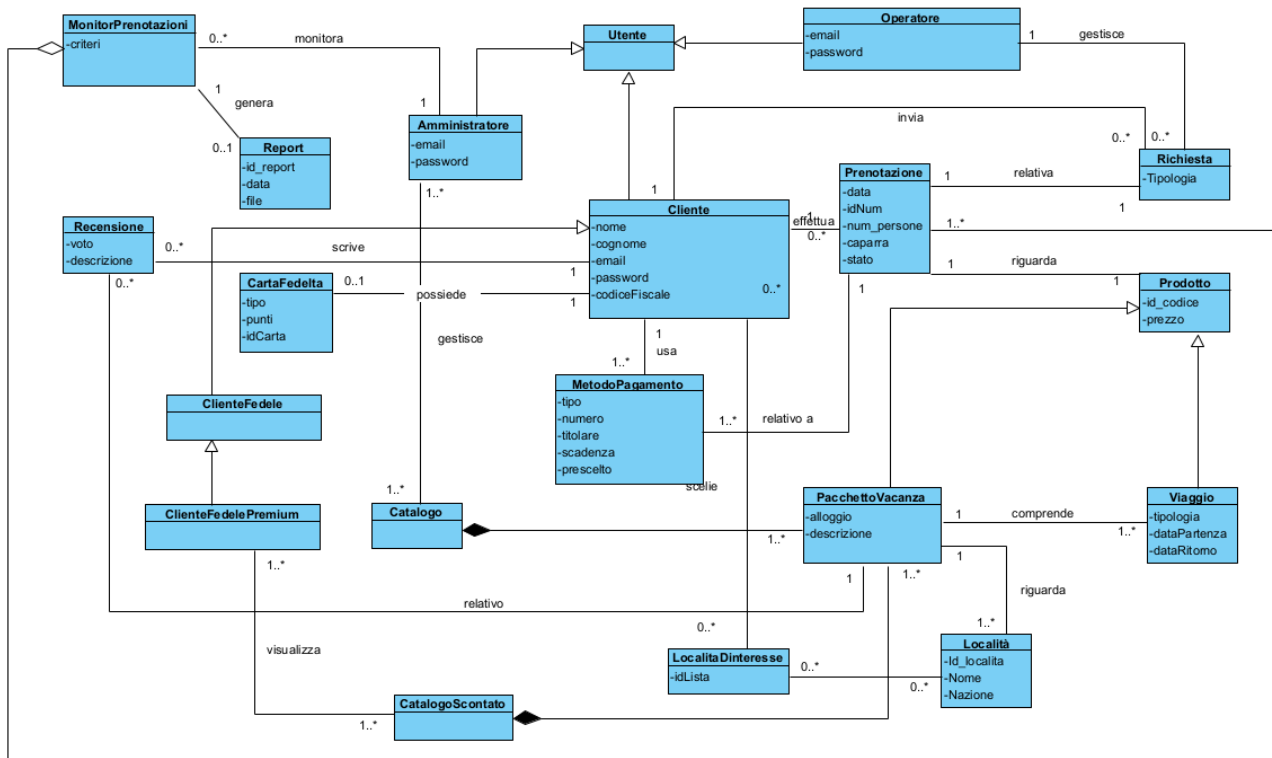 MonitorPrenotazioni
-criteri
0..*
monitora
1
Utente
Operatore
-email
-password
1
gestisce
1
genera
0..1
Report
-id_report
-data
-file
1
Amministratore
-email
-password
1..*
invia
0..*
0..*
Richiesta
-Tipologia
1
relativa
1
Prenotazione
-data
-idNum
-num_persone
-caparra
-stato
1
1..*
1
Cliente
-nome
-cognome
-email
-password
-codiceFiscale
effettua
1
0..*
Recensione
-voto
-descrizione
0..*
scrive
1
0..*
CartaFedelta
-tipo
-punti
-idCarta
0..1
possiede
1
0..*
1
riguarda
1
Prodotto
-id_codice
-prezzo
gestisce
1
usa
1..*
MetodoPagamento
-tipo
-numero
-titolare
-scadenza
-prescelto
1..*
relativo a
scelie
ClienteFedele
ClienteFedelePremium
1..*
1..*
Catalogo
1..*
PacchettoVacanza
-alloggio
-descrizione
1
comprende
1..*
Viaggio
-tipologia
-dataPartenza
-dataRitorno
1
1..*
1
riguarda
1..*
relativo
visualizza
0..*
LocalitaDinteresse
-idLista
0..*
0..*
Località
-Id_localita
-Nome
-Nazione
CatalogoScontato
1..*